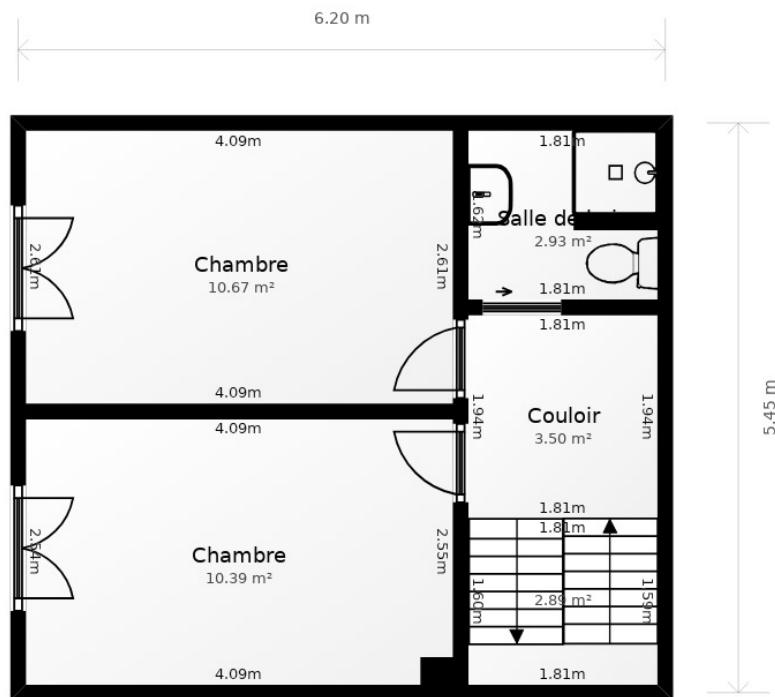 6.20 m
4.09m
1.81m
1.62m
Salle de bain
2.93 m²
2.61m
Chambre
10.67 m²
2.61m
1.81m
1.81m
4.09m
4.09m
1.94m
Couloir
3.50 m²
1.94m
5.45 m
1.81m
1.81m
2.54m
Chambre
10.39 m²
2.55m
1.60m
2.89 m²
1.59m
4.09m
1.81m